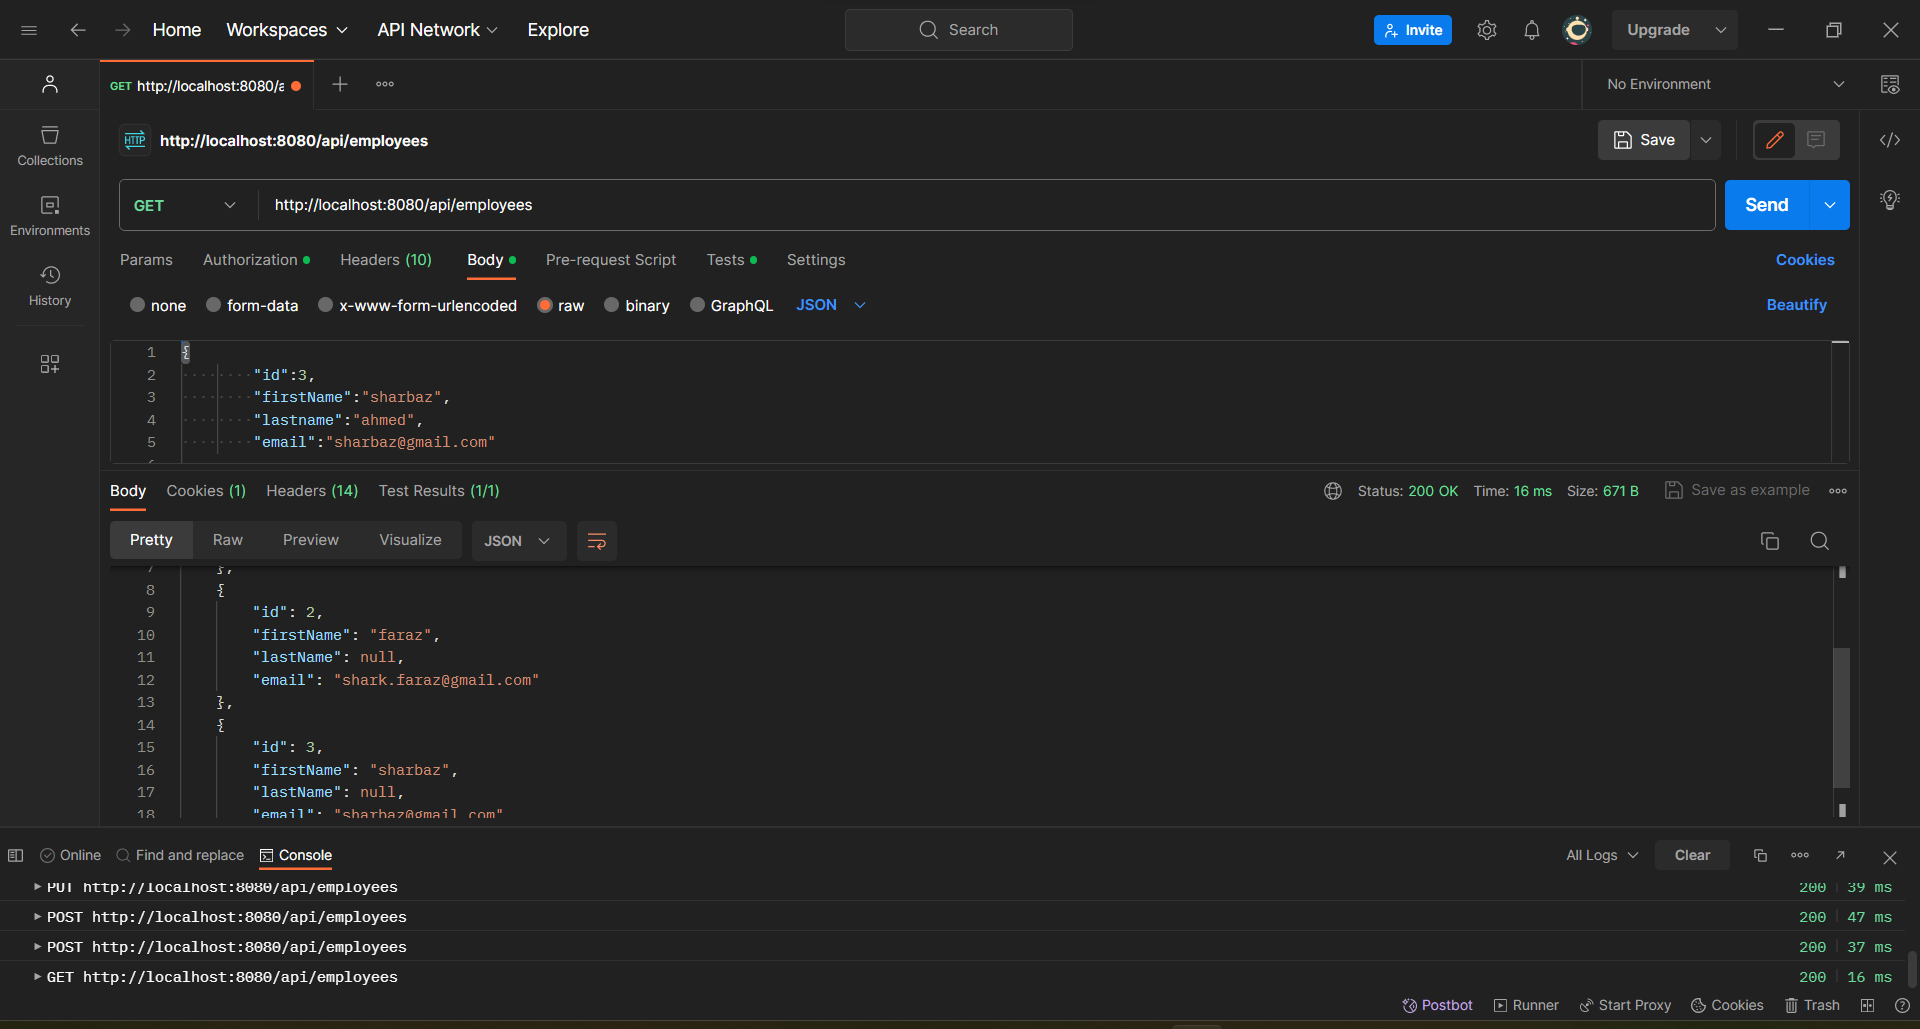 Home Workspaces API Network Explore Search Invite Upgrade
GET http://localhost:8080/a No Environment
HTTP http://localhost:8080/api/employees Save
GET http://localhost:8080/api/employees Send
Collections
Environments
History
Params Authorization Headers (10) Body Pre-request Script Tests Settings Cookies
none form-data x-www-form-urlencoded raw binary GraphQL JSON Beautify
1 {
2 "id":3,
3 "firstName":"sharbaz",
4 "lastname":"ahmed",
5 "email":"sharbaz@gmail.com"
Body Cookies (1) Headers (14) Test Results (1/1) Status: 200 OK Time: 16 ms Size: 671 B Save as example
Pretty Raw Preview Visualize JSON
7 },
8 {
9 "id": 2,
10 "firstName": "faraz",
11 "lastName": null,
12 "email": "shark.faraz@gmail.com"
13 },
14 {
15 "id": 3,
16 "firstName": "sharbaz",
17 "lastName": null,
18 "email": "sharbaz@gmail.com"
Online Find and replace Console All Logs Clear
PUT http://localhost:8080/api/employees 200 39 ms
POST http://localhost:8080/api/employees 200 47 ms
POST http://localhost:8080/api/employees 200 37 ms
GET http://localhost:8080/api/employees 200 16 ms
Postbot Runner Start Proxy Cookies Trash